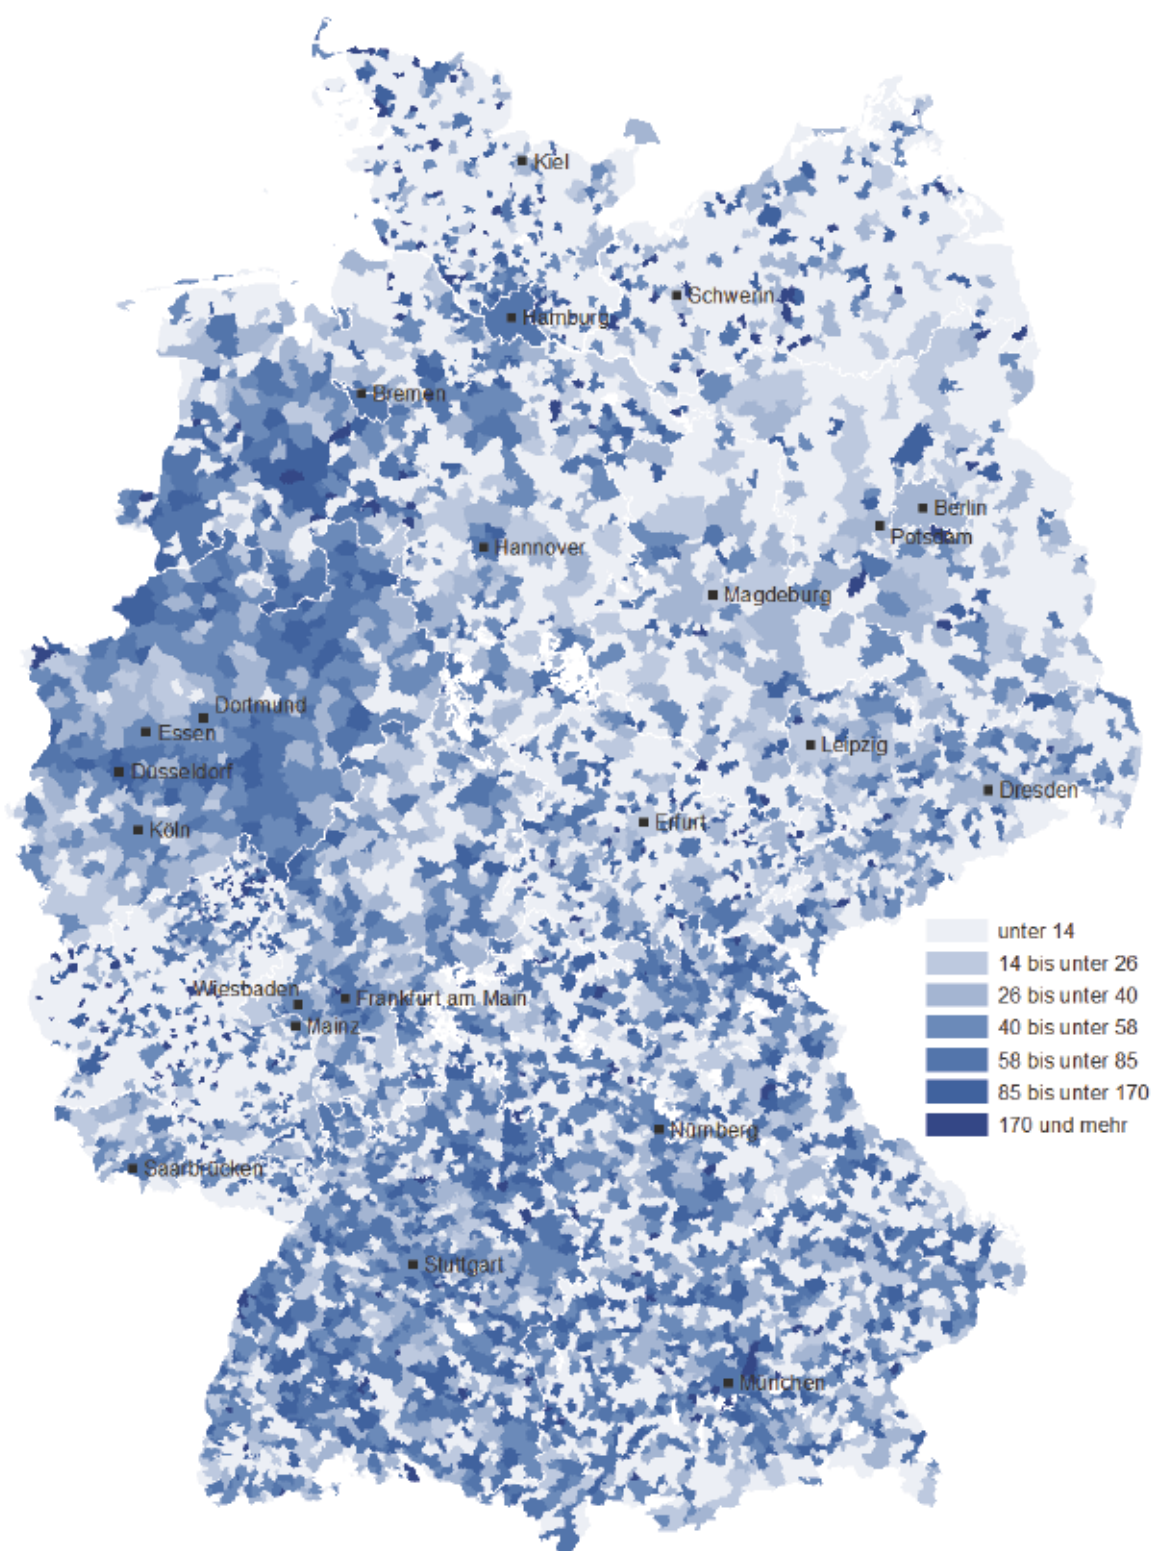 Kiel
Schwerin
Hamburg
Bremen
Berlin
Potsdam
Hannover
Magdeburg
Dortmund
Essen
Düsseldorf
Leipzig
Dresden
Köln
Erfurt
unter 14
14 bis unter 26
26 bis unter 40
40 bis unter 58
58 bis unter 85
85 bis unter 170
170 und mehr
Wiesbaden
Frankfurt am Main
Mainz
Nürnberg
Saarbrücken
Stuttgart
München